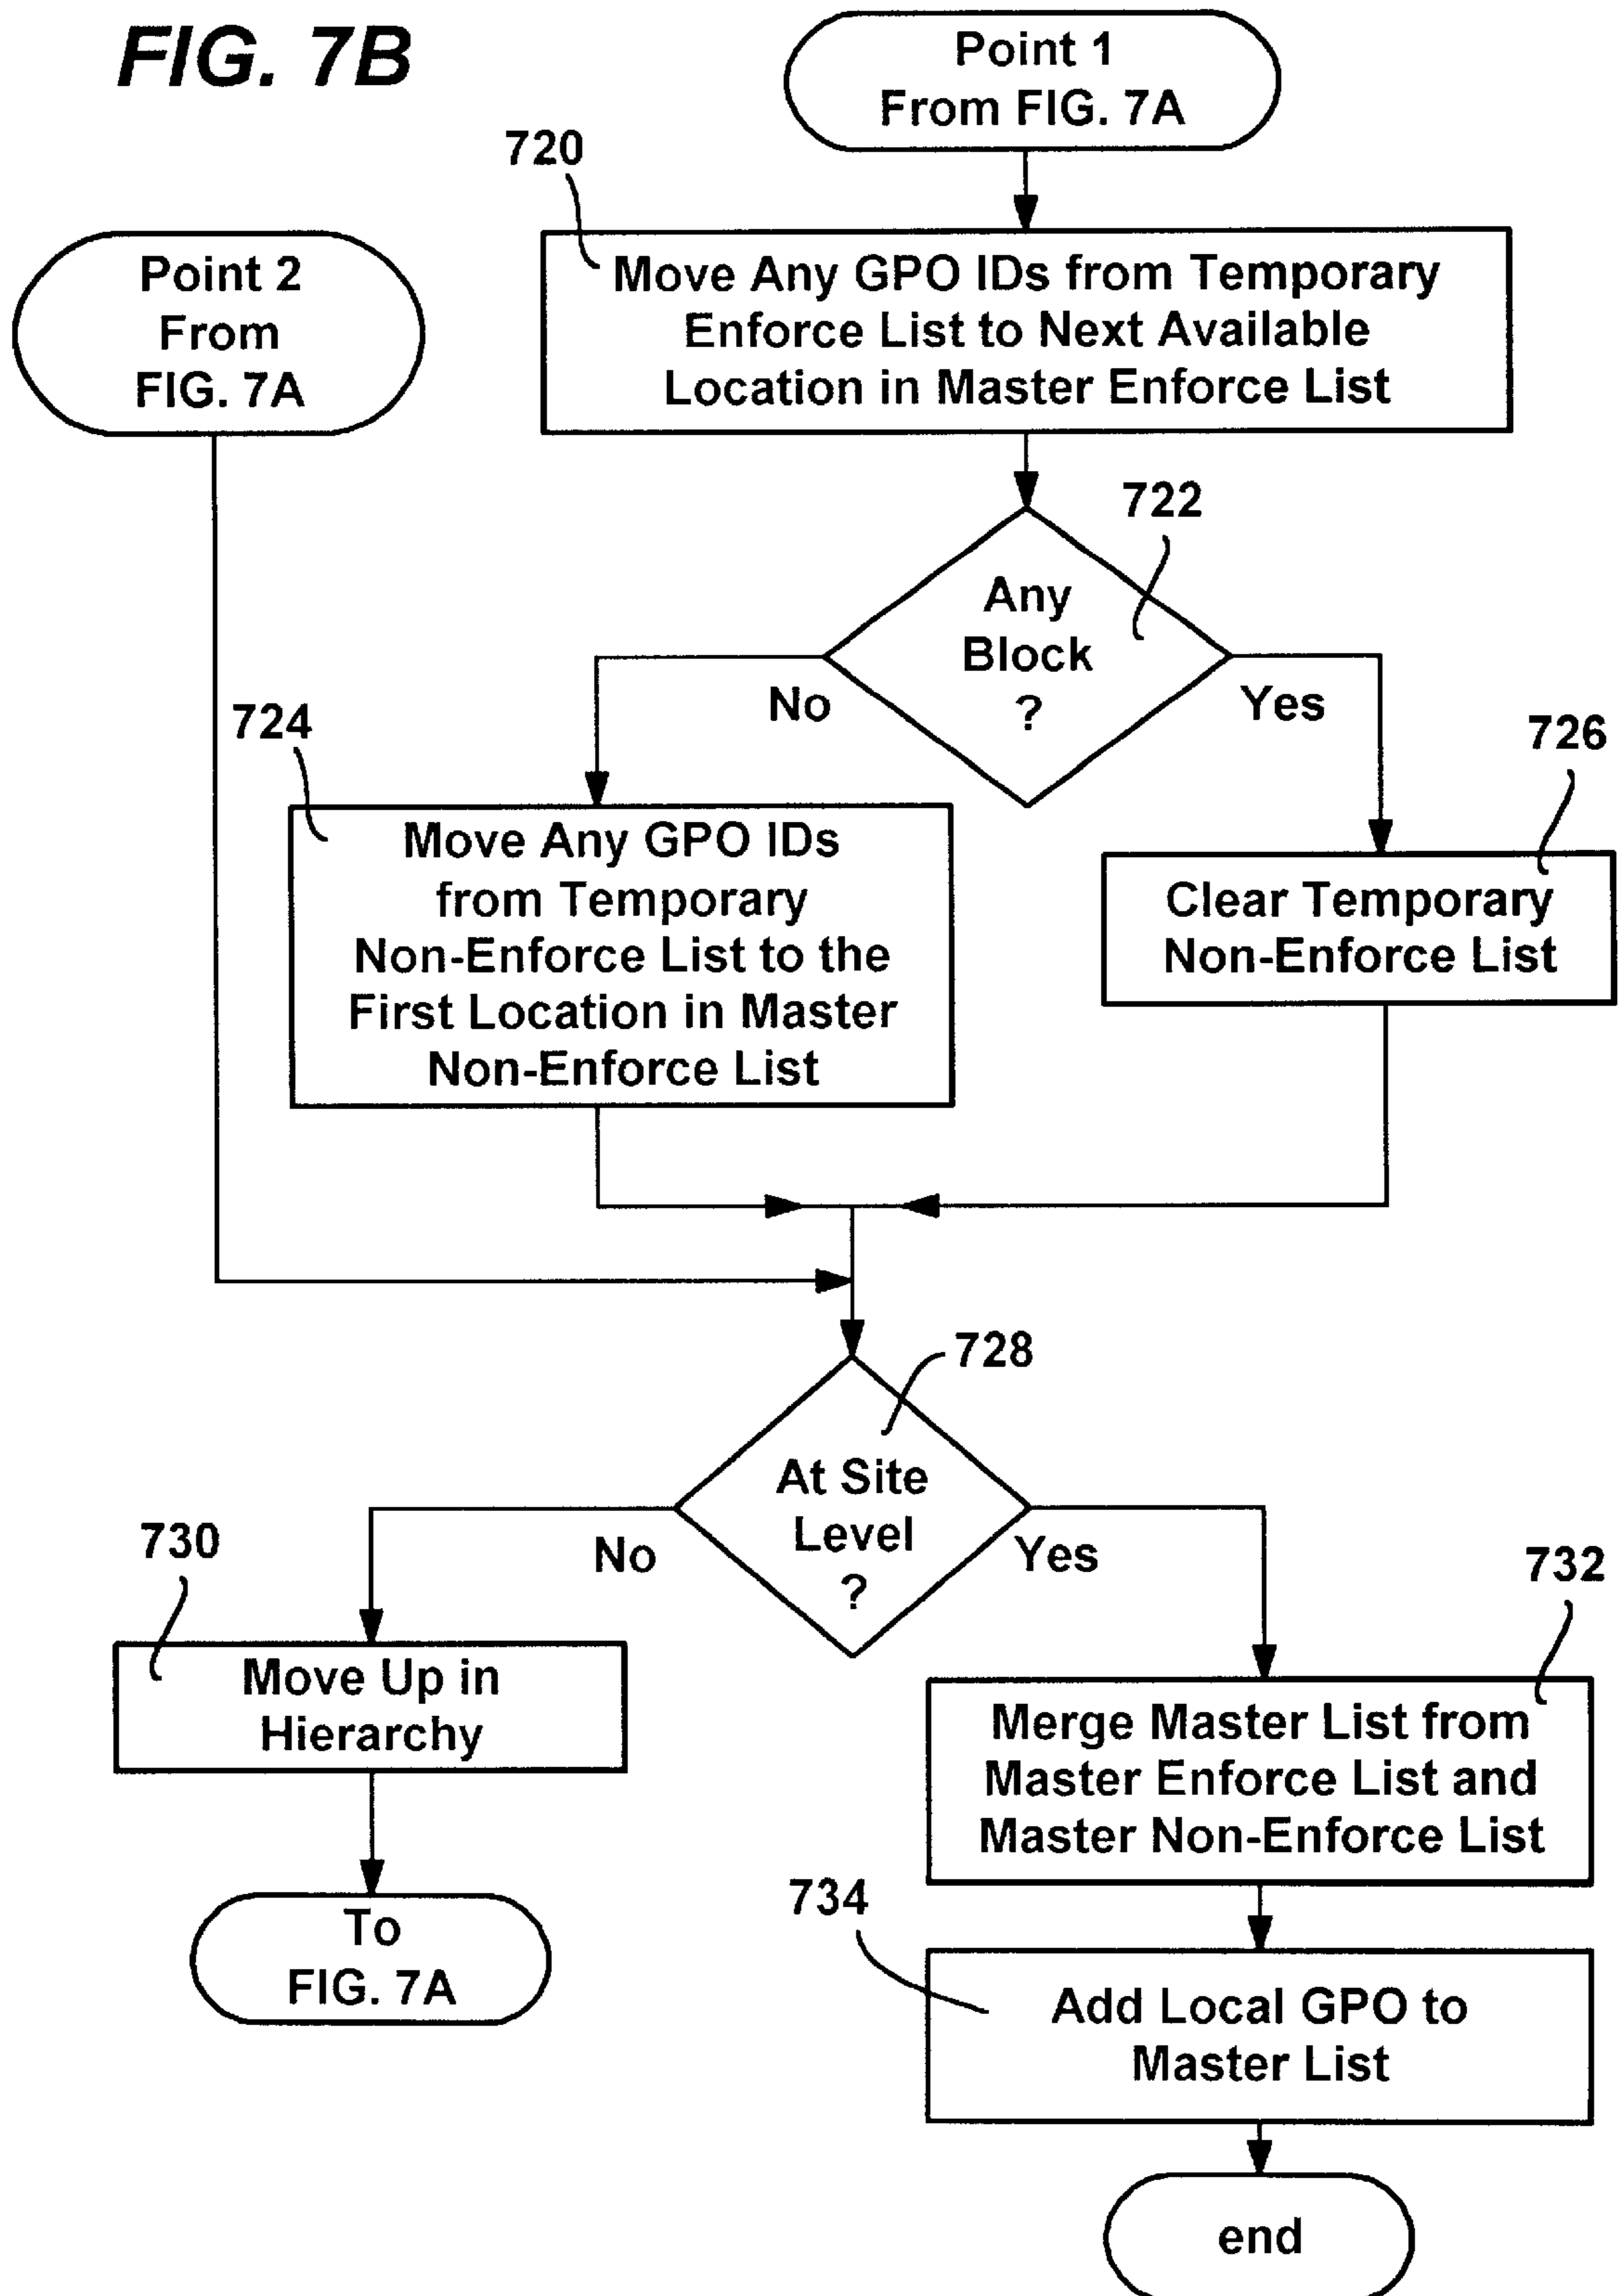 FIG. 7B
Point 1
From FIG. 7A
720
Point 2
From
FIG. 7A
Move Any GPO IDs from Temporary
Enforce List to Next Available
Location in Master Enforce List
722
Any
Block
?
No
Yes
724
726
Move Any GPO IDs
from Temporary
Non-Enforce List to the
First Location in Master
Non-Enforce List
Clear Temporary
Non-Enforce List
728
At Site
Level
?
No
Yes
730
732
Move Up in
Hierarchy
Merge Master List from
Master Enforce List and
Master Non-Enforce List
To
FIG. 7A
734
Add Local GPO to
Master List
end